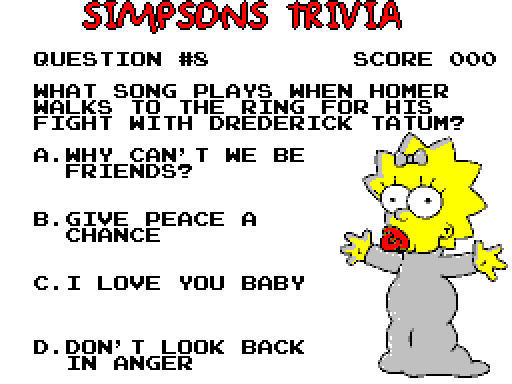 SIMPSONS TRIVIA
QUESTION #8 SCORE 000
WHAT SONG PLAYS WHEN HOMER
WALKS TO THE RING FOR HIS
FIGHT WITH DREDERICK TATUM?
A.WHY CAN'T WE BE
FRIENDS?
B.GIVE PEACE A
CHANCE
C.I LOVE YOU BABY
D.DON'T LOOK BACK
IN ANGER